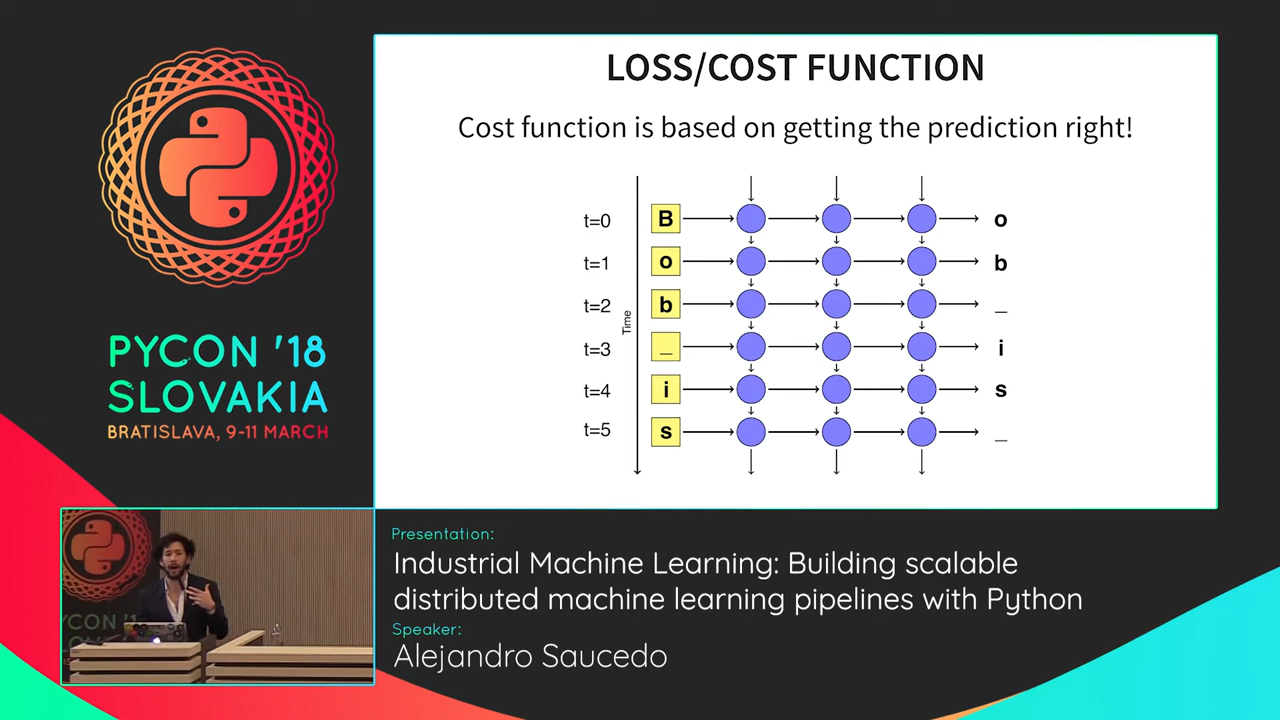 LOSS/COST FUNCTION
Cost function is based on getting the prediction right!
Time
t=0 B o
t=1 o b
t=2 b _
t=3 _ i
t=4 i s
t=5 s _
PYCON '18
SLOVAKIA
BRATISLAVA, 9-11 MARCH
Presentation:
Industrial Machine Learning: Building scalable
distributed machine learning pipelines with Python
Speaker:
Alejandro Saucedo